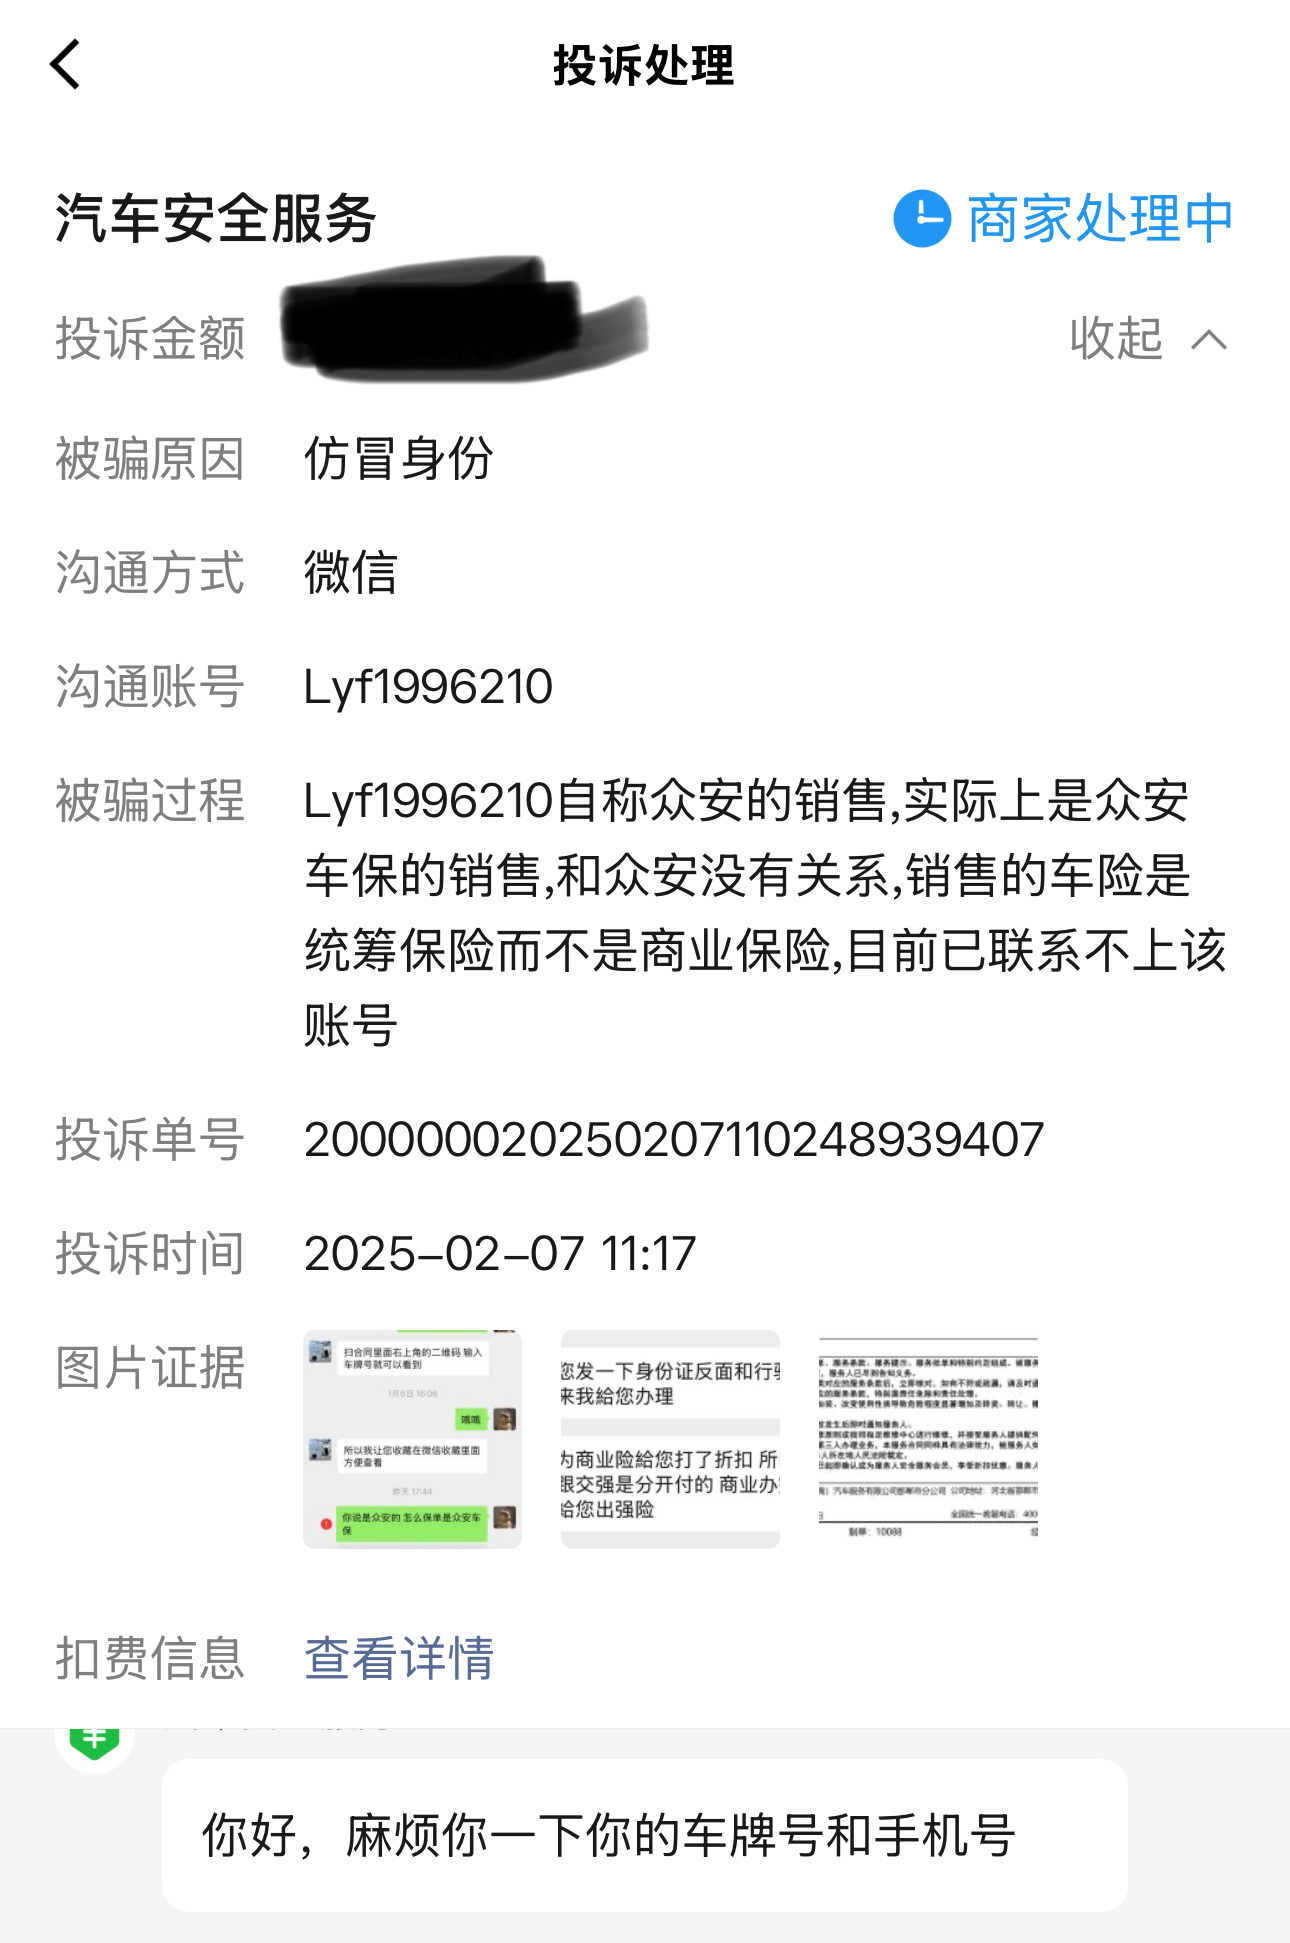 投诉处理
汽车安全服务
商家处理中
投诉金额
收起
被骗原因 仿冒身份
沟通方式 微信
沟通账号 Lyf1996210
被骗过程 Lyf1996210自称众安的销售,实际上是众安
车保的销售,和众安没有关系,销售的车险是
统筹保险而不是商业保险,目前已联系不上该
账号
投诉单号 20000002025020711024893​9407
投诉时间 2025-02-07 11:17
图片证据
扫合同里面右上角的二维码 输入
车牌号就可以看到
1月6日 16:06
哦哦
所以我让您收藏在微信收藏里面
方便查看
昨天 17:44
你说是众安的 怎么保单是众安车
保
您发一下身份证反面和行驶
来我給您办理
为商业险給您打了折扣 所
跟交强是分开付的 商业办
給您出强险
制单：10088
扣费信息 查看详情
你好，麻烦你一下你的车牌号和手机号